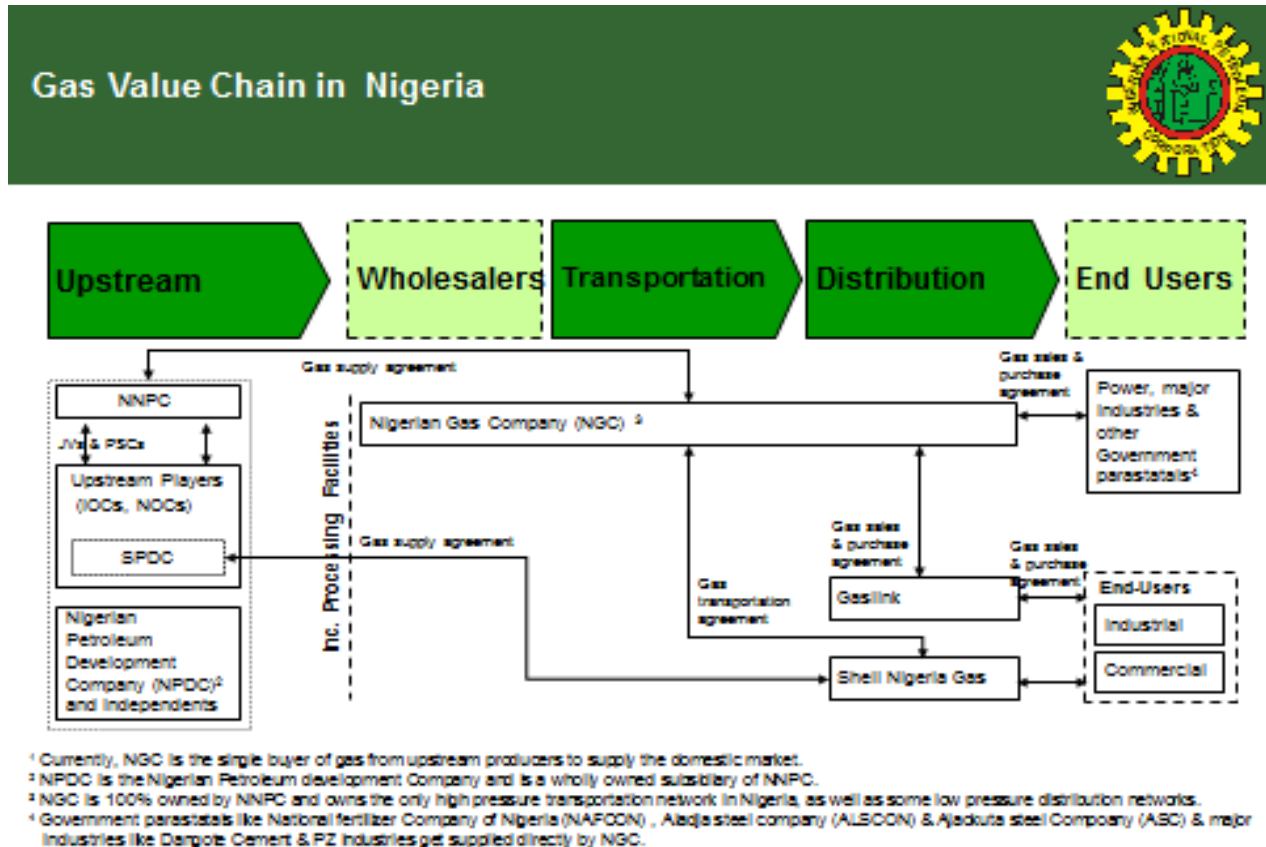 Gas Value Chain in Nigeria
NIGERIAN NATIONAL PETROLEUM
CORPORATION
Upstream
Wholesalers
Transportation
Distribution
End Users
Gas supply agreement
Gas sales &
purchase
agreement
NNPC
JVs & PSCs
Upstream Players
(IOCs, NOCs)
SPDC
Nigerian
Petroleum
Development
Company (NPDC)²
and Independents
Inc. Processing Facilities
Nigerian Gas Company (NGC) ³
Power, major
industries &
other
Government
parastatals⁴
Gas supply agreement
Gas sales
& purchase
agreement
Gas
transportation
agreement
Gas sales
& purchase
agreement
Gaslink
Shell Nigeria Gas
End-Users
Industrial
Commercial
¹ Currently, NGC is the single buyer of gas from upstream producers to supply the domestic market.
² NPDC is the Nigerian Petroleum development Company and is a wholly owned subsidiary of NNPC.
³ NGC is 100% owned by NNPC and owns the only high pressure transportation network in Nigeria, as well as some low pressure distribution networks.
⁴ Government parastatals like National fertilizer Company of Nigeria (NAFCON) , Aladja steel company (ALSCON) & Ajackuta steel Compoany (ASC) & major
industries like Dangote Cement & PZ industries get supplied directly by NGC.